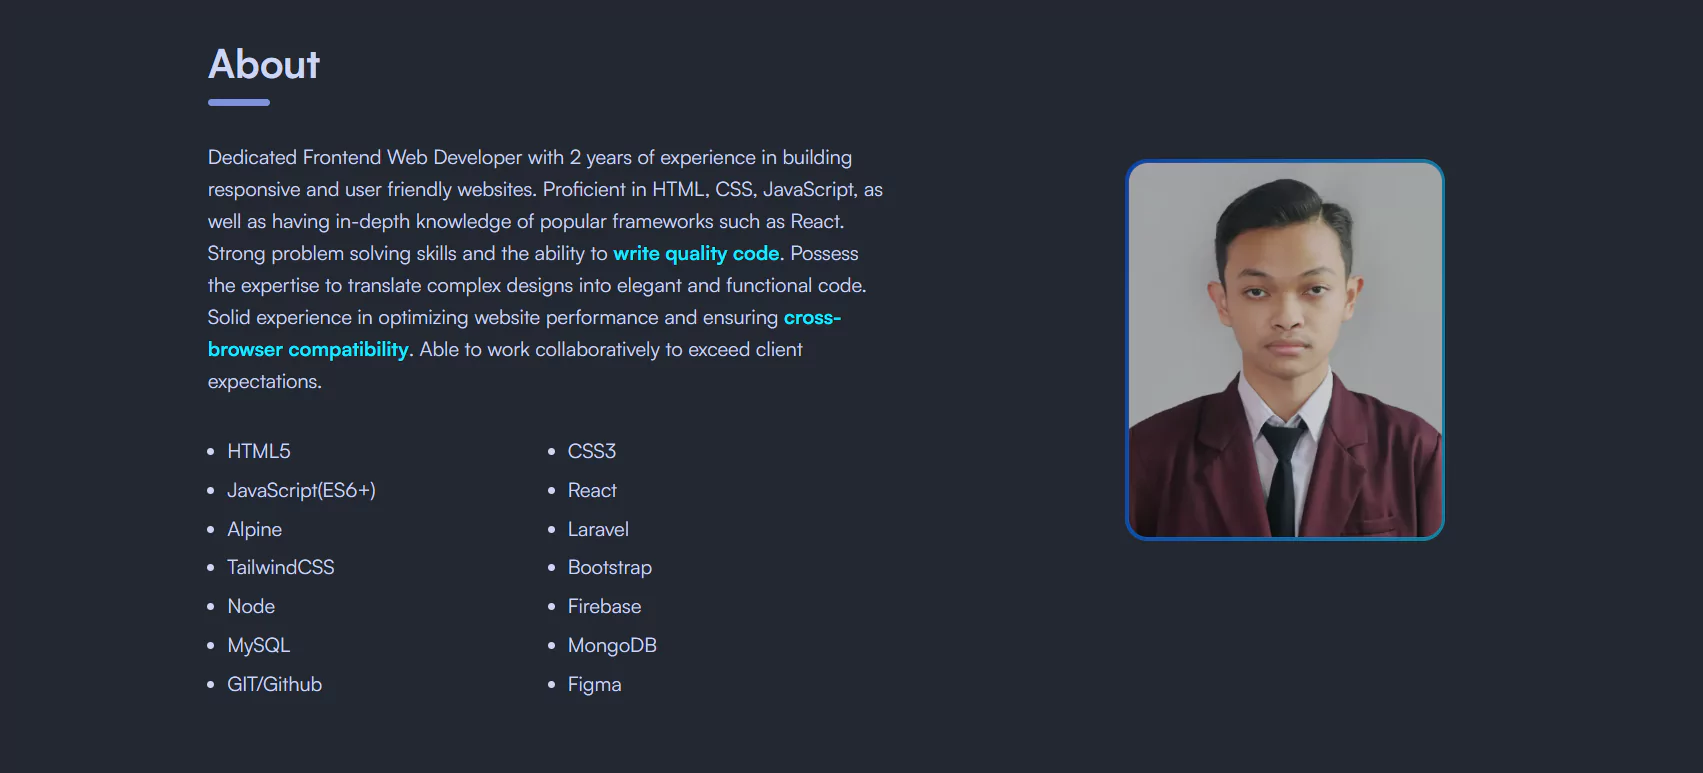 About
Dedicated Frontend Web Developer with 2 years of experience in building
responsive and user friendly websites. Proficient in HTML, CSS, JavaScript, as
well as having in-depth knowledge of popular frameworks such as React.
Strong problem solving skills and the ability to write quality code. Possess
the expertise to translate complex designs into elegant and functional code.
Solid experience in optimizing website performance and ensuring cross-
browser compatibility. Able to work collaboratively to exceed client
expectations.
• HTML5
• CSS3
• JavaScript(ES6+)
• React
• Alpine
• Laravel
• TailwindCSS
• Bootstrap
• Node
• Firebase
• MySQL
• MongoDB
• GIT/Github
• Figma